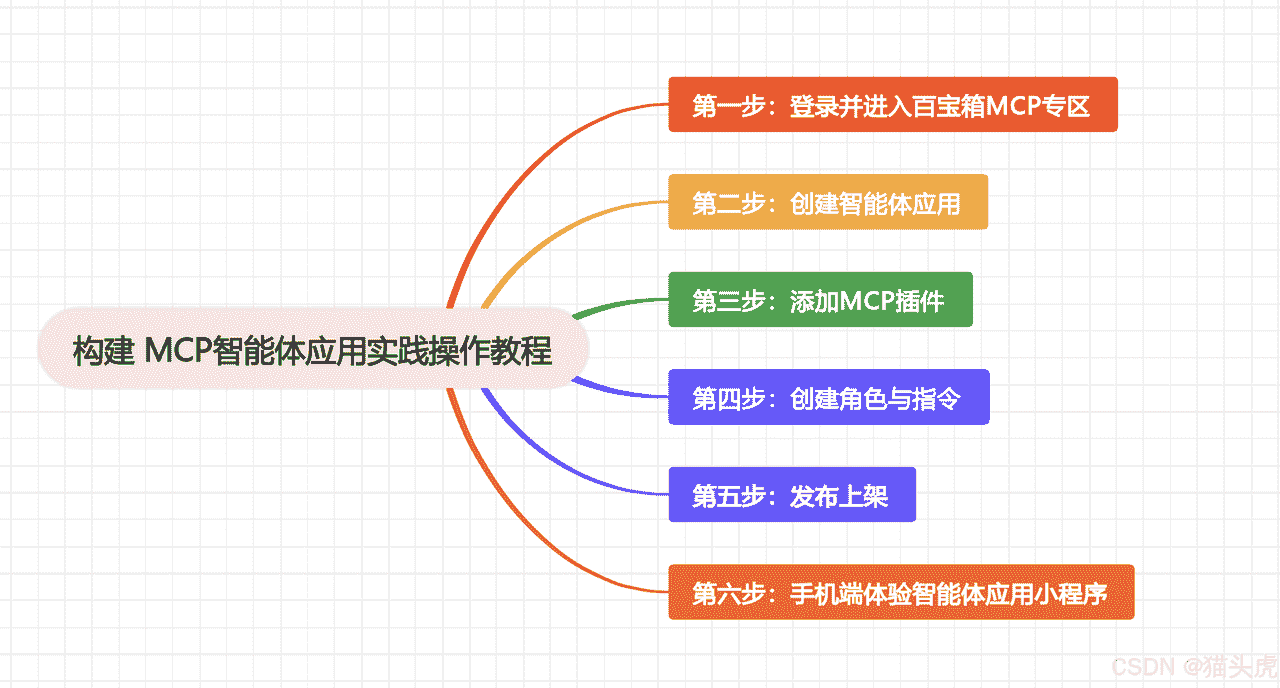 第一步：登录并进入百宝箱MCP专区
第二步：创建智能体应用
第三步：添加MCP插件
构建 MCP智能体应用实践操作教程
第四步：创建角色与指令
第五步：发布上架
第六步：手机端体验智能体应用小程序
CSDN @猫头虎